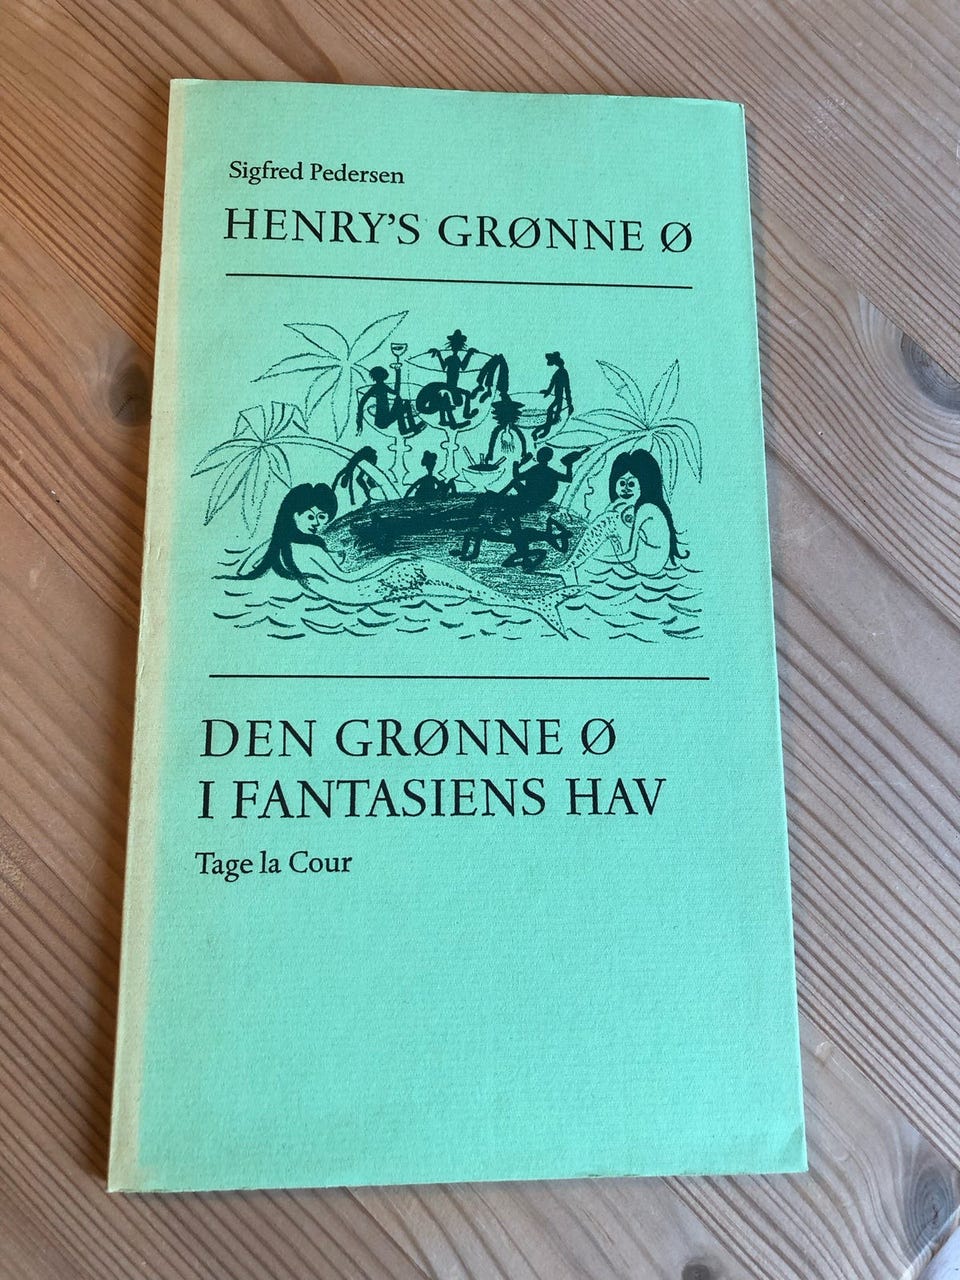 Sigfred Pedersen
HENRY'S GRØNNE Ø
DEN GRØNNE Ø
I FANTASIENS HAV
Tage la Cour